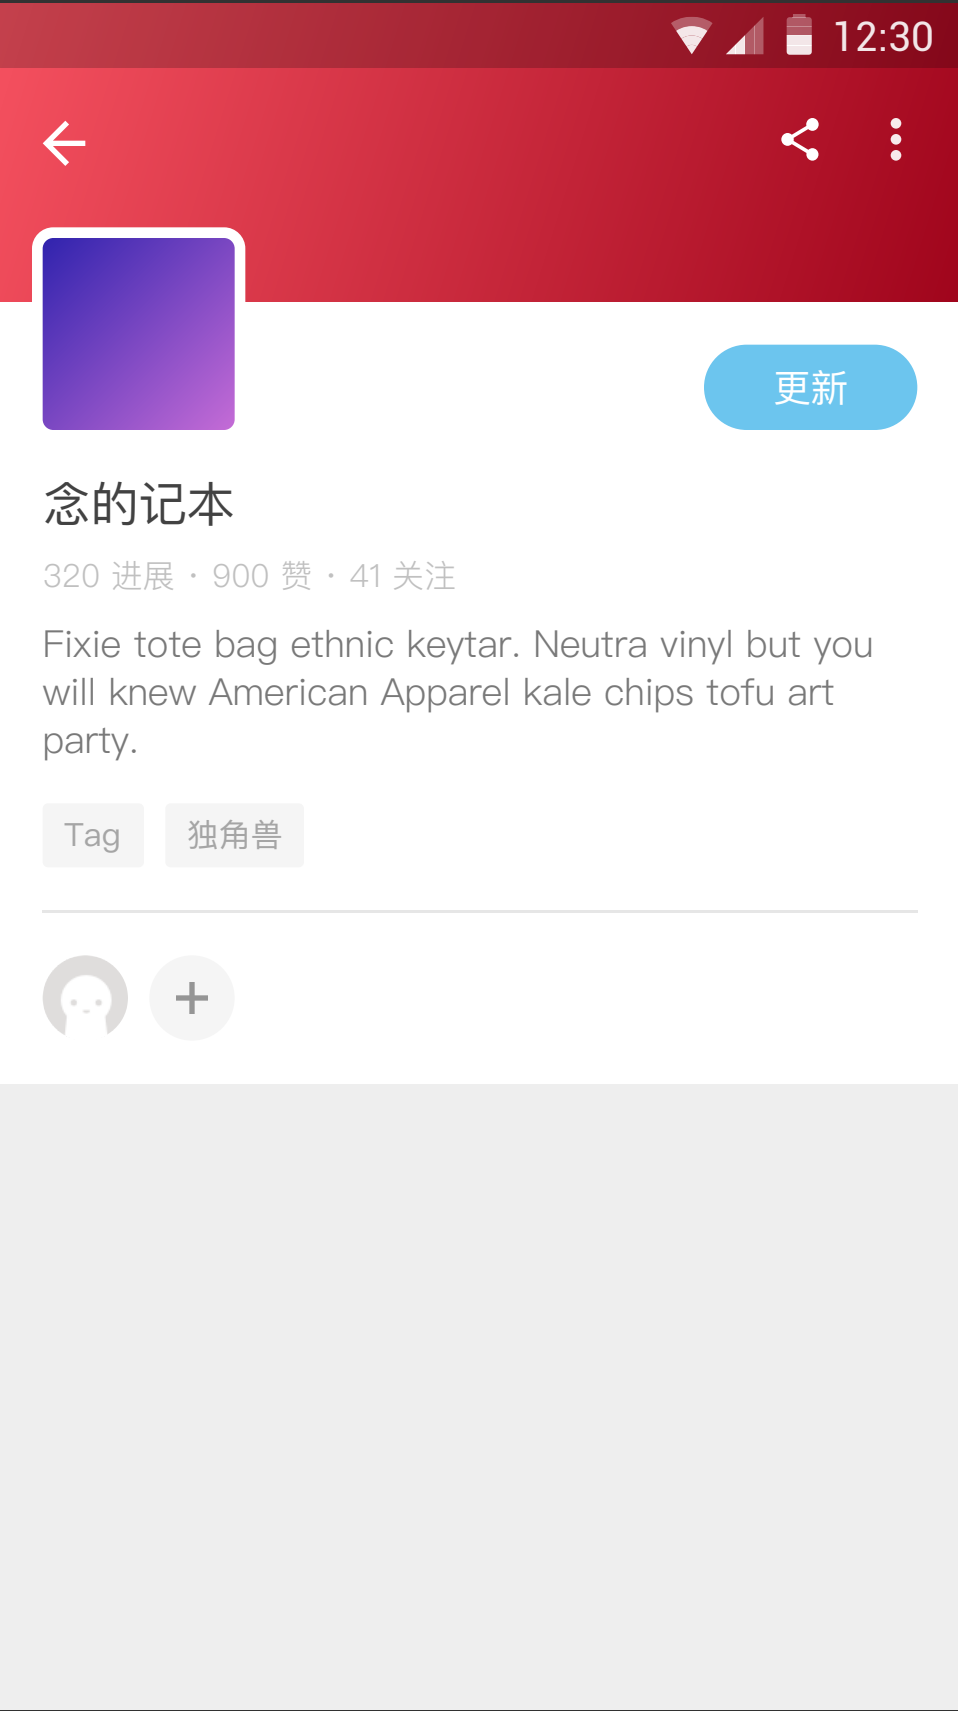 12:30
更新
念的记本
320 进展 · 900 赞 · 41 关注
Fixie tote bag ethnic keytar. Neutra vinyl but you
will knew American Apparel kale chips tofu art
party.
Tag 独角兽